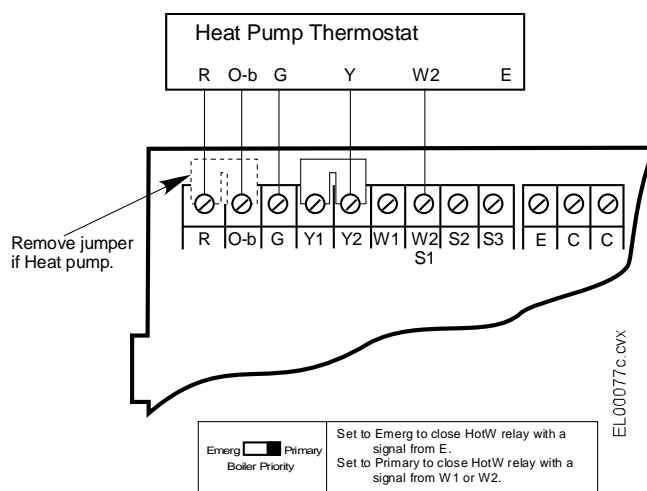 Heat Pump Thermostat
R O-b G Y W2 E
Remove jumper
if Heat pump.
R O-b G Y1 Y2 W1 W2 S2 S3 E C C
S1
EL00077c.cvx
Emerg Primary
Boiler Priority
Set to Emerg to close HotW relay with a
signal from E.
Set to Primary to close HotW relay with a
signal from W1 or W2.